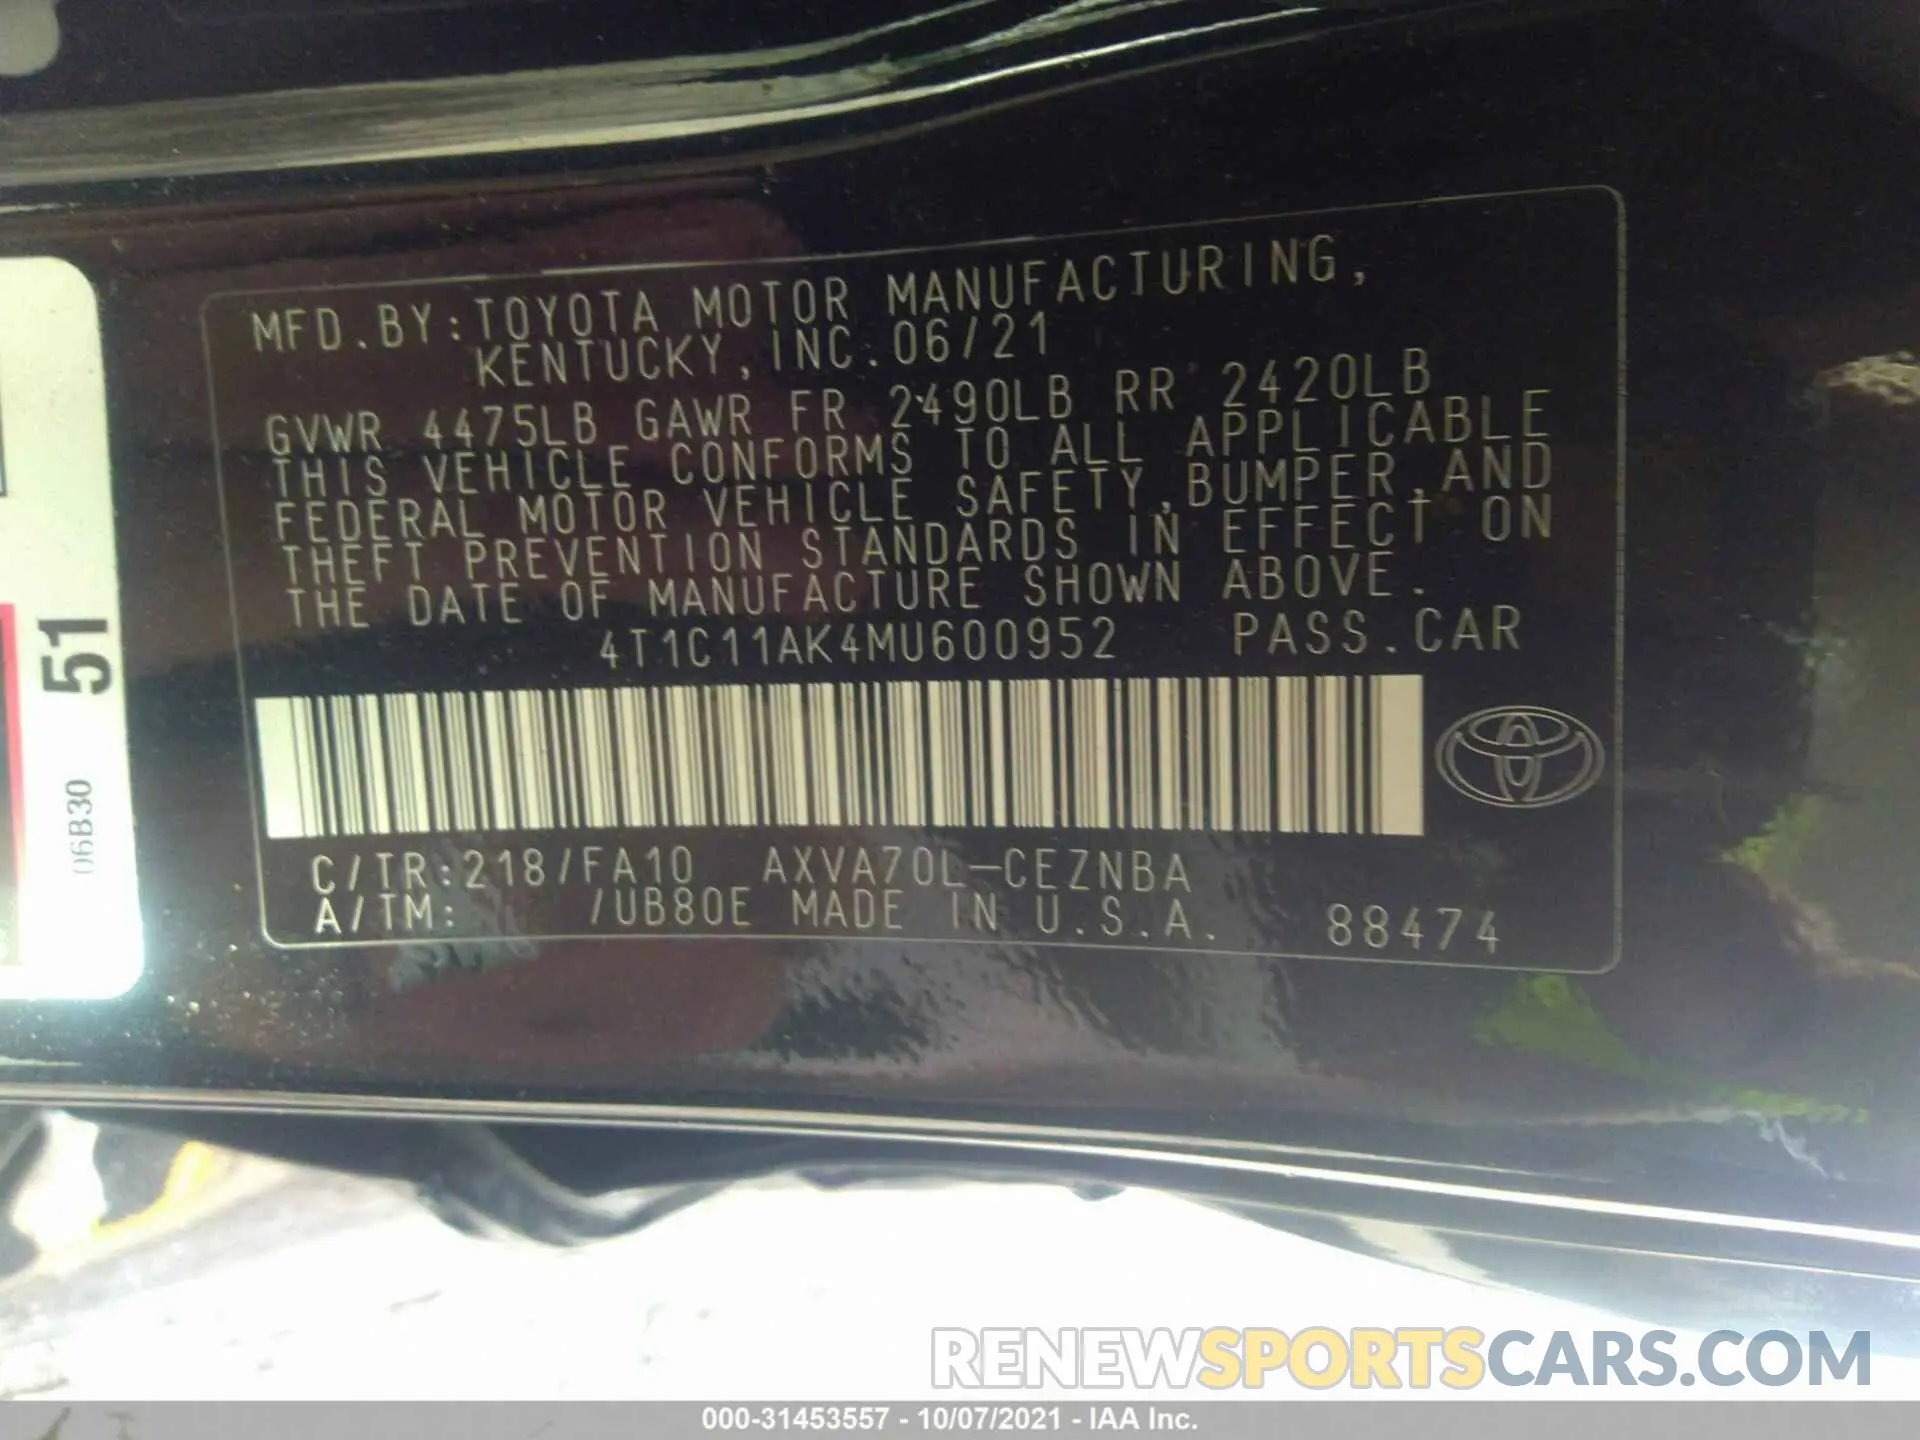 MFD.BY:TOYOTA MOTOR MANUFACTURING,
KENTUCKY,INC.06/21
GVWR 4475LB GAWR FR 2490LB RR 2420LB
THIS VEHICLE CONFORMS TO ALL APPLICABLE
FEDERAL MOTOR VEHICLE SAFETY,BUMPER,AND
THEFT PREVENTION STANDARDS IN EFFECT ON
THE DATE OF MANUFACTURE SHOWN ABOVE.
4T1C11AK4MU600952 PASS.CAR
C/TR:218/FA10 AXVA70L-CEZNBA
A/TM: /UB80E MADE IN U.S.A. 88474
51
06B30
RENEWSPORTSCARS.COM
000-31453557 - 10/07/2021 - IAA Inc.